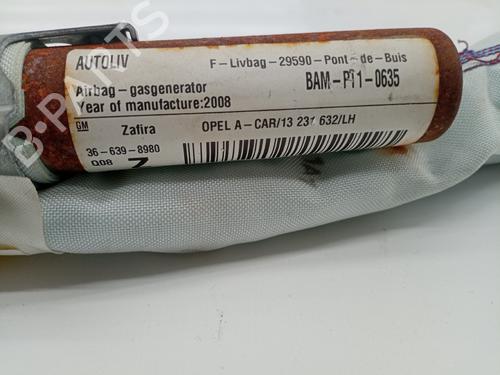 AUTOLIV
F-Livbag-29590-Pont-de-Buis
Airbag-gasgenerator
BAM-PT1-0635
Year of manufacture:2008
GM
Zafira
OPEL A-CAR/13 231 632/LH
36-639-8980
008
Z
1A
B-PARTS